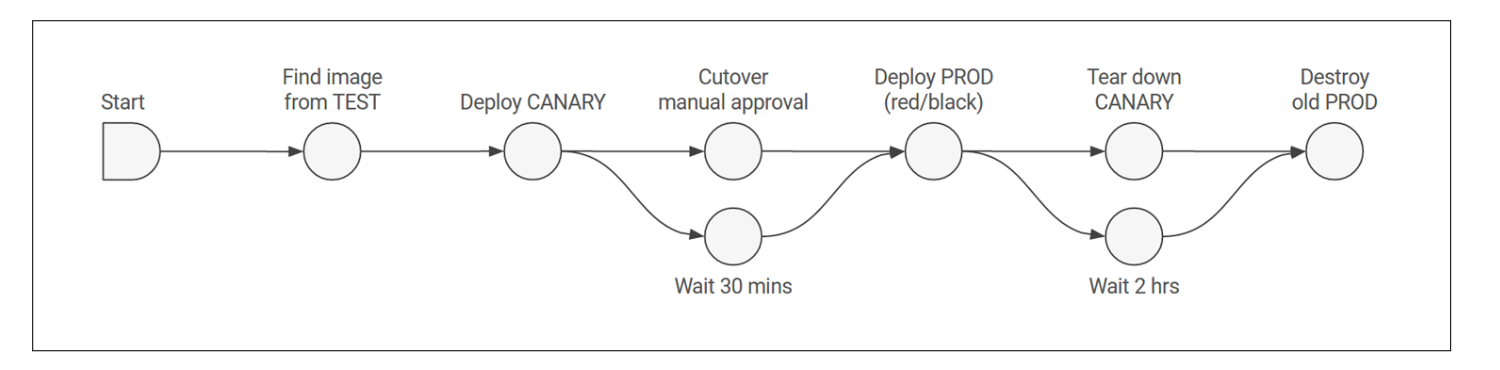 Start
Find image
from TEST
Deploy CANARY
Cutover
manual approval
Deploy PROD
(red/black)
Tear down
CANARY
Destroy
old PROD
Wait 30 mins
Wait 2 hrs